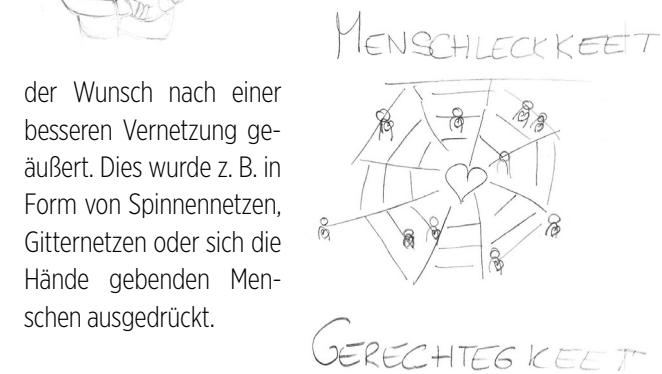 der Wunsch nach einer
besseren Vernetzung ge-
äußert. Dies wurde z. B. in
Form von Spinnennetzen,
Gitternetzen oder sich die
Hände gebenden Men-
schen ausgedrückt.
MENSCHLECKKEET
GERECHTEGKEET